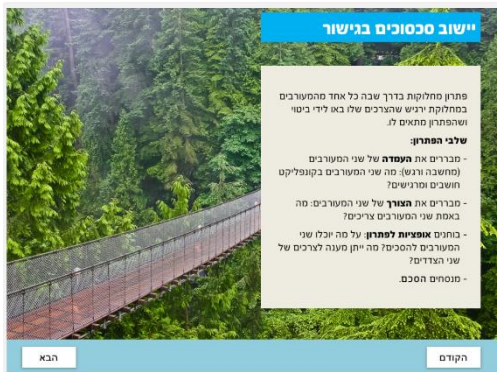 יישוב סכסוכים בגישור
פתרון מחלוקות בדרך שבה כל אחד מהמעורבים
במחלוקת ירגיש שהצרכים שלו באו לידי ביטוי
ושהפתרון מתאים לו.
שלבי הפתרון:
- מבררים את העמדה של שני המעורבים
(מחשבה ורגש): מה שני המעורבים בקונפליקט
חושבים ומרגישים?
- מבררים את הצורך של שני המעורבים: מה
באמת שני המעורבים צריכים?
- בוחנים אופציות לפתרון: על מה יוכלו שני
המעורבים להסכים? מה ייתן מענה לצרכים של
שני הצדדים?
- מנסחים הסכם.
הקודם
הבא